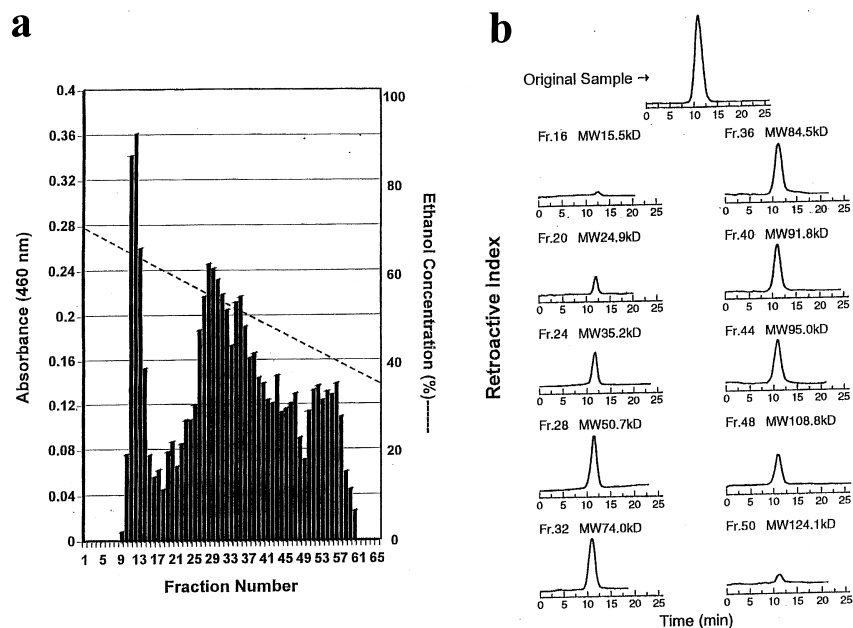 a
0.4
0.36
0.32
0.28
0.24
0.2
0.16
0.12
0.08
0.04
0
Absorbance (460 nm)
100
80
60
40
20
0
Ethanol Concentration (%)------
1 5 9 13 17 21 25 29 33 37 41 45 49 53 57 61 65
Fraction Number
b
Original Sample →
0 5 10 15 20 25
Retroactive Index
Fr.16 MW15.5kD
0 5 10 15 20 25
Fr.20 MW24.9kD
0 5 10 15 20 25
Fr.24 MW35.2kD
0 5 10 15 20 25
Fr.28 MW50.7kD
0 5 10 15 20 25
Fr.32 MW74.0kD
0 5 10 15 20 25
Fr.36 MW84.5kD
0 5 10 15 20 25
Fr.40 MW91.8kD
0 5 10 15 20 25
Fr.44 MW95.0kD
0 5 10 15 20 25
Fr.48 MW108.8kD
0 5 10 15 20 25
Fr.50 MW124.1kD
0 5 10 15 20 25
Time (min)